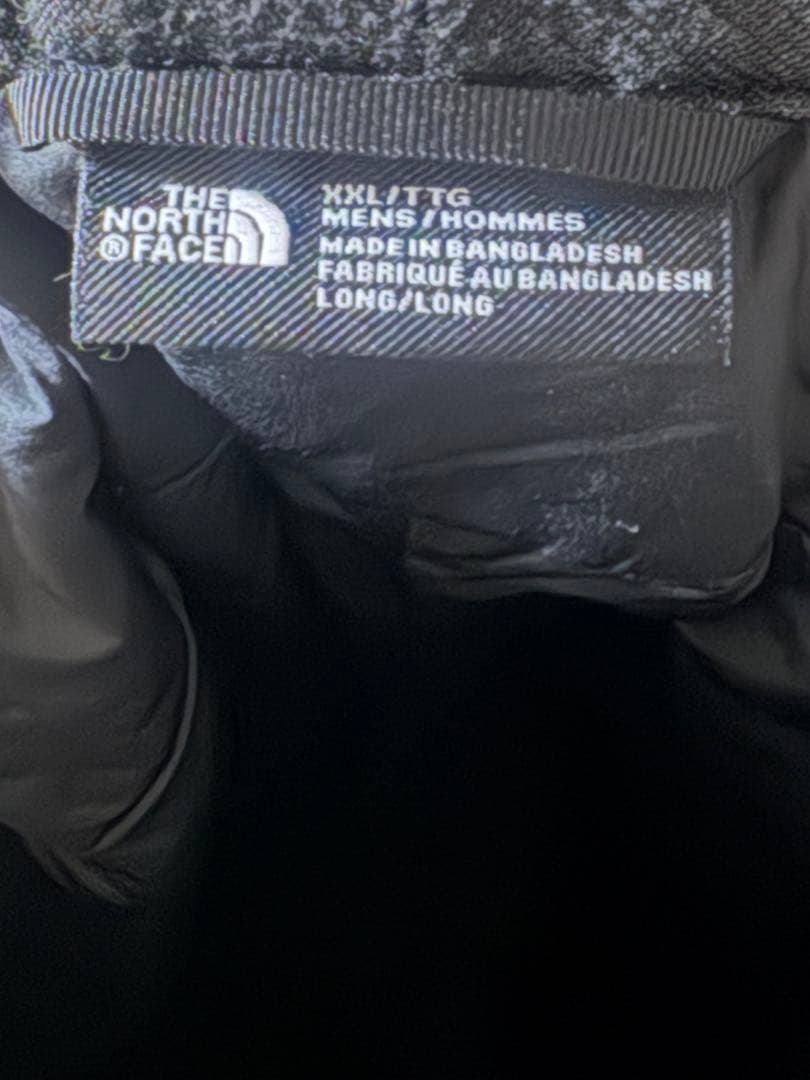 THE
NORTH
® FACE
XXL/TTG
MENS/HOMMES
MADE IN BANGLADESH
FABRIQUÉ AU BANGLADESH
LONG/LONG